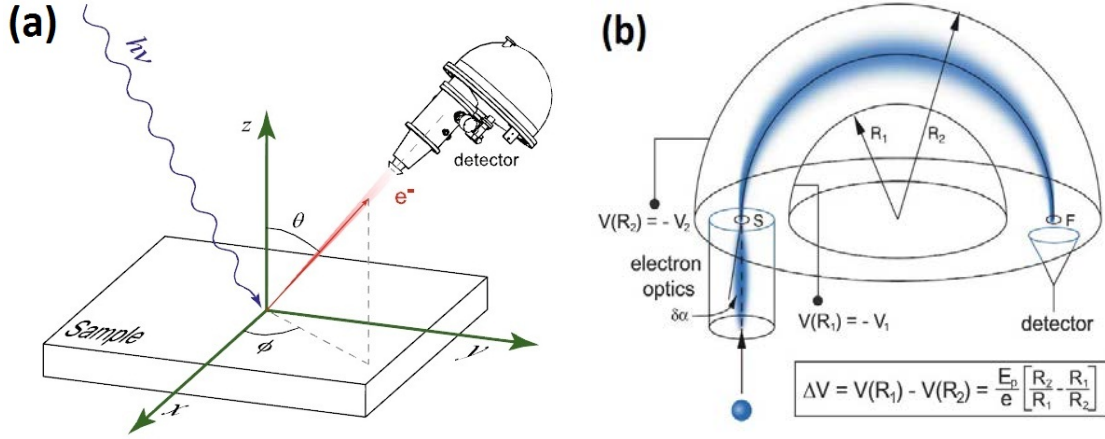 (a)
hν
z
detector
e-
θ
Sample
ϕ
x
y
(b)
R₁
R₂
V(R₂) = - V₂
S
F
electron
optics
δα
V(R₁) = - V₁
detector
ΔV = V(R₁) - V(R₂) = Eₚ/e [R₂/R₁ - R₁/R₂]